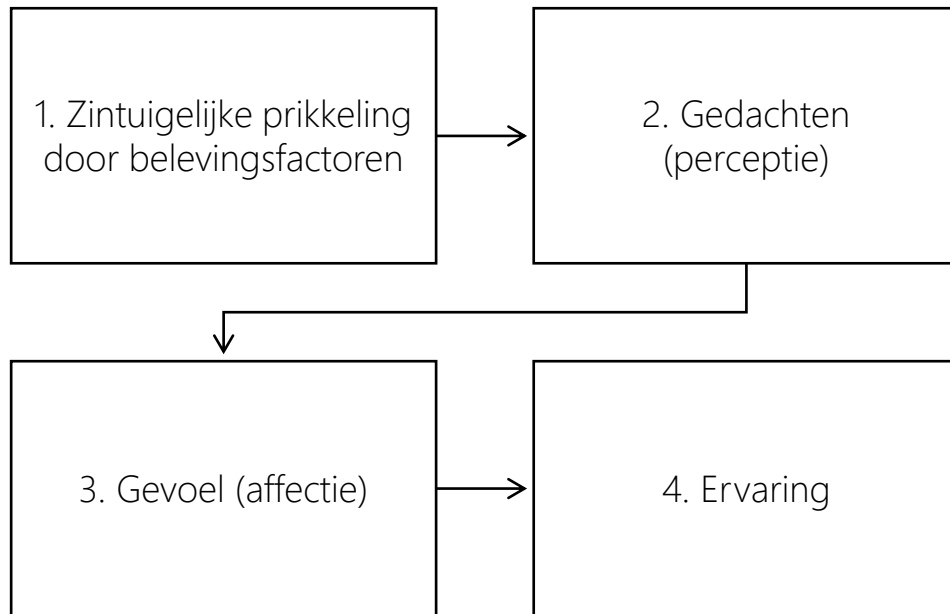 1. Zintuigelijke prikkeling
door belevingsfactoren
2. Gedachten
(perceptie)
3. Gevoel (affectie)
4. Ervaring